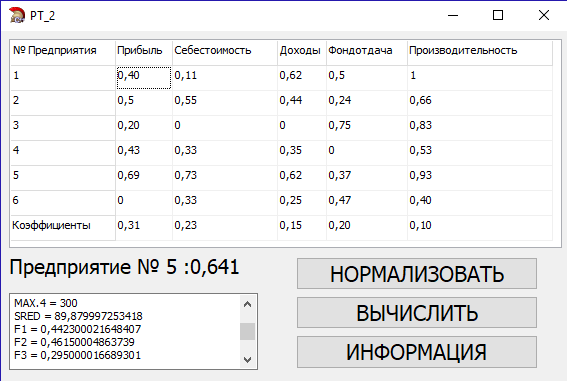 PT_2
№ Предприятия Прибыль Себестоимость Доходы Фондотдача Производительность
1 0,40 0,11 0,62 0,5 1
2 0,5 0,55 0,44 0,24 0,66
3 0,20 0 0 0,75 0,83
4 0,43 0,33 0,35 0 0,53
5 0,69 0,73 0,62 0,37 0,93
6 0 0,33 0,25 0,47 0,40
Коэффициенты 0,31 0,23 0,15 0,20 0,10
Предприятие № 5 :0,641
MAX.4 = 300
SRED = 89,879997253418
F1 = 0,442300021648407
F2 = 0,46150004863739
F3 = 0,295000016689301
НОРМАЛИЗОВАТЬ
ВЫЧИСЛИТЬ
ИНФОРМАЦИЯ